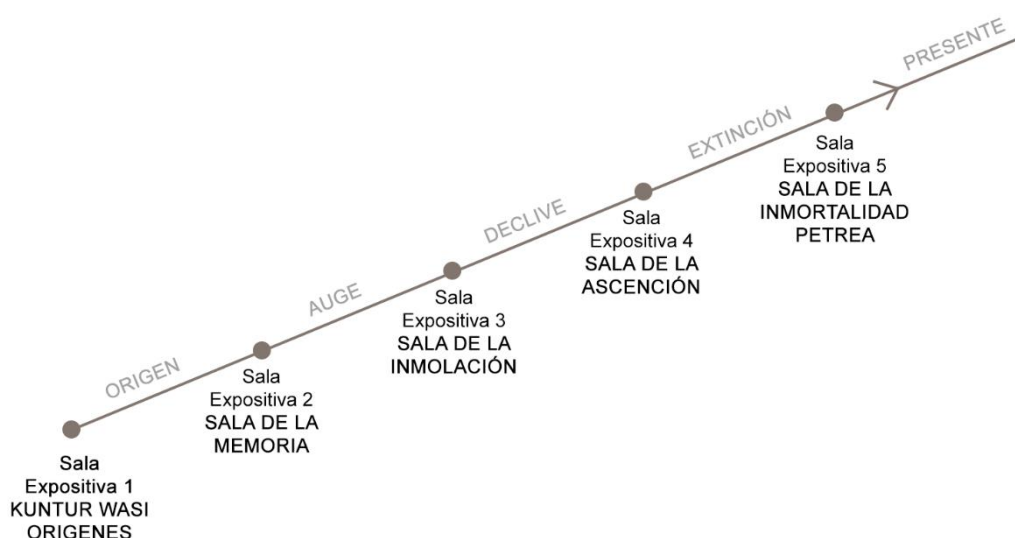 PRESENTE
EXTINCIÓN
Sala
Expositiva 5
SALA DE LA
INMORTALIDAD
PETREA
DECLIVE
Sala
Expositiva 4
SALA DE LA
ASCENCIÓN
AUGE
Sala
Expositiva 3
SALA DE LA
INMOLACIÓN
ORIGEN
Sala
Expositiva 2
SALA DE LA
MEMORIA
Sala
Expositiva 1
KUNTUR WASI
ORIGENES